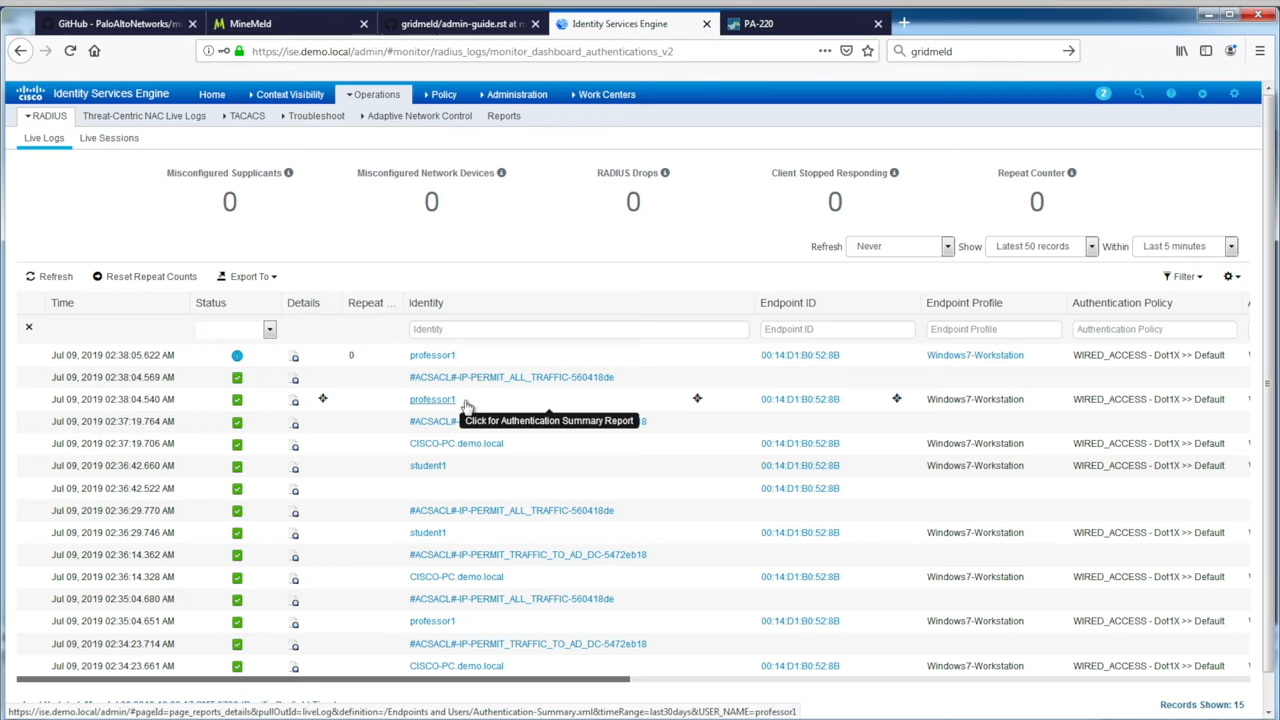 GitHub - PaloAltoNetworks/mi
MineMeld
gridmeld/admin-guide.rst at m
Identity Services Engine
PA-220
https://ise.demo.local/admin/#monitor/radius_logs/monitor_dashboard_authentications_v2
gridmeld
CISCO Identity Services Engine Home Context Visibility Operations Policy Administration Work Centers 2
RADIUS Threat-Centric NAC Live Logs TACACS Troubleshoot Adaptive Network Control Reports
Live Logs Live Sessions
Misconfigured Supplicants Misconfigured Network Devices RADIUS Drops Client Stopped Responding Repeat Counter
0 0 0 0 0
Refresh Never Show Latest 50 records Within Last 5 minutes
Refresh Reset Repeat Counts Export To Filter
Time Status Details Repeat ... Identity Endpoint ID Endpoint Profile Authentication Policy
Identity Endpoint ID Endpoint Profile Authentication Policy
Jul 09, 2019 02:38:05.622 AM 0 professor1 00:14:D1:B0:52:8B Windows7-Workstation WIRED_ACCESS - Dot1X >> Default
Jul 09, 2019 02:38:04.569 AM #ACSACL#-IP-PERMIT_ALL_TRAFFIC-560418de
Jul 09, 2019 02:38:04.540 AM professor1 00:14:D1:B0:52:8B Windows7-Workstation WIRED_ACCESS - Dot1X >> Default
Jul 09, 2019 02:37:19.764 AM #ACSACL#- 18
Click for Authentication Summary Report
Jul 09, 2019 02:37:19.706 AM CISCO-PC.demo.local 00:14:D1:B0:52:8B Windows7-Workstation WIRED_ACCESS - Dot1X >> Default
Jul 09, 2019 02:36:42.660 AM student1 00:14:D1:B0:52:8B Windows7-Workstation WIRED_ACCESS - Dot1X >> Default
Jul 09, 2019 02:36:42.522 AM 00:14:D1:B0:52:8B
Jul 09, 2019 02:36:29.770 AM #ACSACL#-IP-PERMIT_ALL_TRAFFIC-560418de
Jul 09, 2019 02:36:29.746 AM student1 00:14:D1:B0:52:8B Windows7-Workstation WIRED_ACCESS - Dot1X >> Default
Jul 09, 2019 02:36:14.362 AM #ACSACL#-IP-PERMIT_TRAFFIC_TO_AD_DC-5472eb18
Jul 09, 2019 02:36:14.328 AM CISCO-PC.demo.local 00:14:D1:B0:52:8B Windows7-Workstation WIRED_ACCESS - Dot1X >> Default
Jul 09, 2019 02:35:04.680 AM #ACSACL#-IP-PERMIT_ALL_TRAFFIC-560418de
Jul 09, 2019 02:35:04.651 AM professor1 00:14:D1:B0:52:8B Windows7-Workstation WIRED_ACCESS - Dot1X >> Default
Jul 09, 2019 02:34:23.714 AM #ACSACL#-IP-PERMIT_TRAFFIC_TO_AD_DC-5472eb18
Jul 09, 2019 02:34:23.661 AM CISCO-PC.demo.local 00:14:D1:B0:52:8B Windows7-Workstation WIRED_ACCESS - Dot1X >> Default
Records Shown: 15
https://ise.demo.local/admin/#pageId=page_reports_details&pullOutId=liveLog&definition=/Endpoints and Users/Authentication-Summary.xml&timeRange=last30days&USER_NAME=professor1